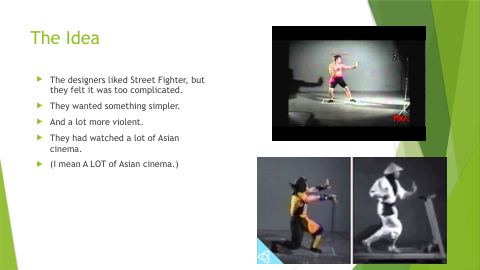 The Idea
The designers liked Street Fighter, but
they felt it was too complicated.
They wanted something simpler.
And a lot more violent.
They had watched a lot of Asian
cinema.
(I mean A LOT of Asian cinema.)